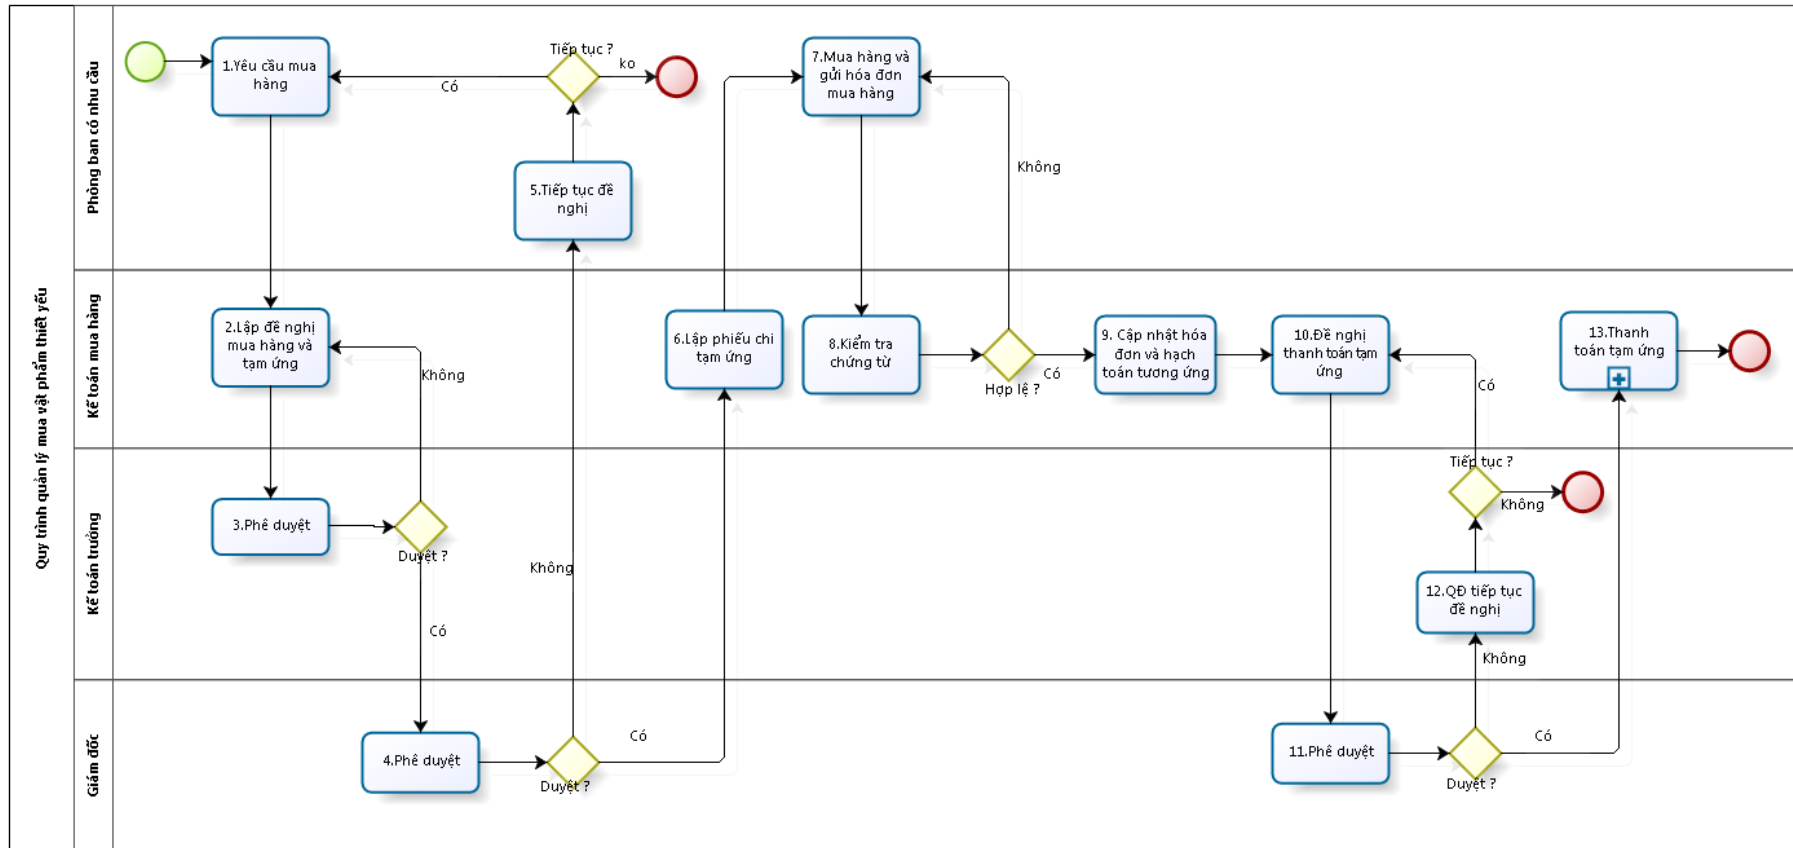 Quy trình quản lý mua vật phẩm thiết yếu
Phòng ban có nhu cầu
1.Yêu cầu mua
hàng
Có
Tiếp tục ?
ko
5.Tiếp tục đề
nghị
7.Mua hàng và
gửi hóa đơn
mua hàng
Không
Kế toán mua hàng
2.Lập đề nghị
mua hàng và
tạm ứng
Không
6.Lập phiếu chi
tạm ứng
8.Kiểm tra
chứng từ
Hợp lệ ?
Có
9. Cập nhật hóa
đơn và hạch
toán tương ứng
10.Đề nghị
thanh toán tạm
ứng
Có
13.Thanh
toán tạm ứng
Kế toán trưởng
3.Phê duyệt
Duyệt ?
Có
Không
Tiếp tục ?
Không
12.QĐ tiếp tục
đề nghị
Không
Giám đốc
4.Phê duyệt
Duyệt ?
Có
11.Phê duyệt
Duyệt ?
Có